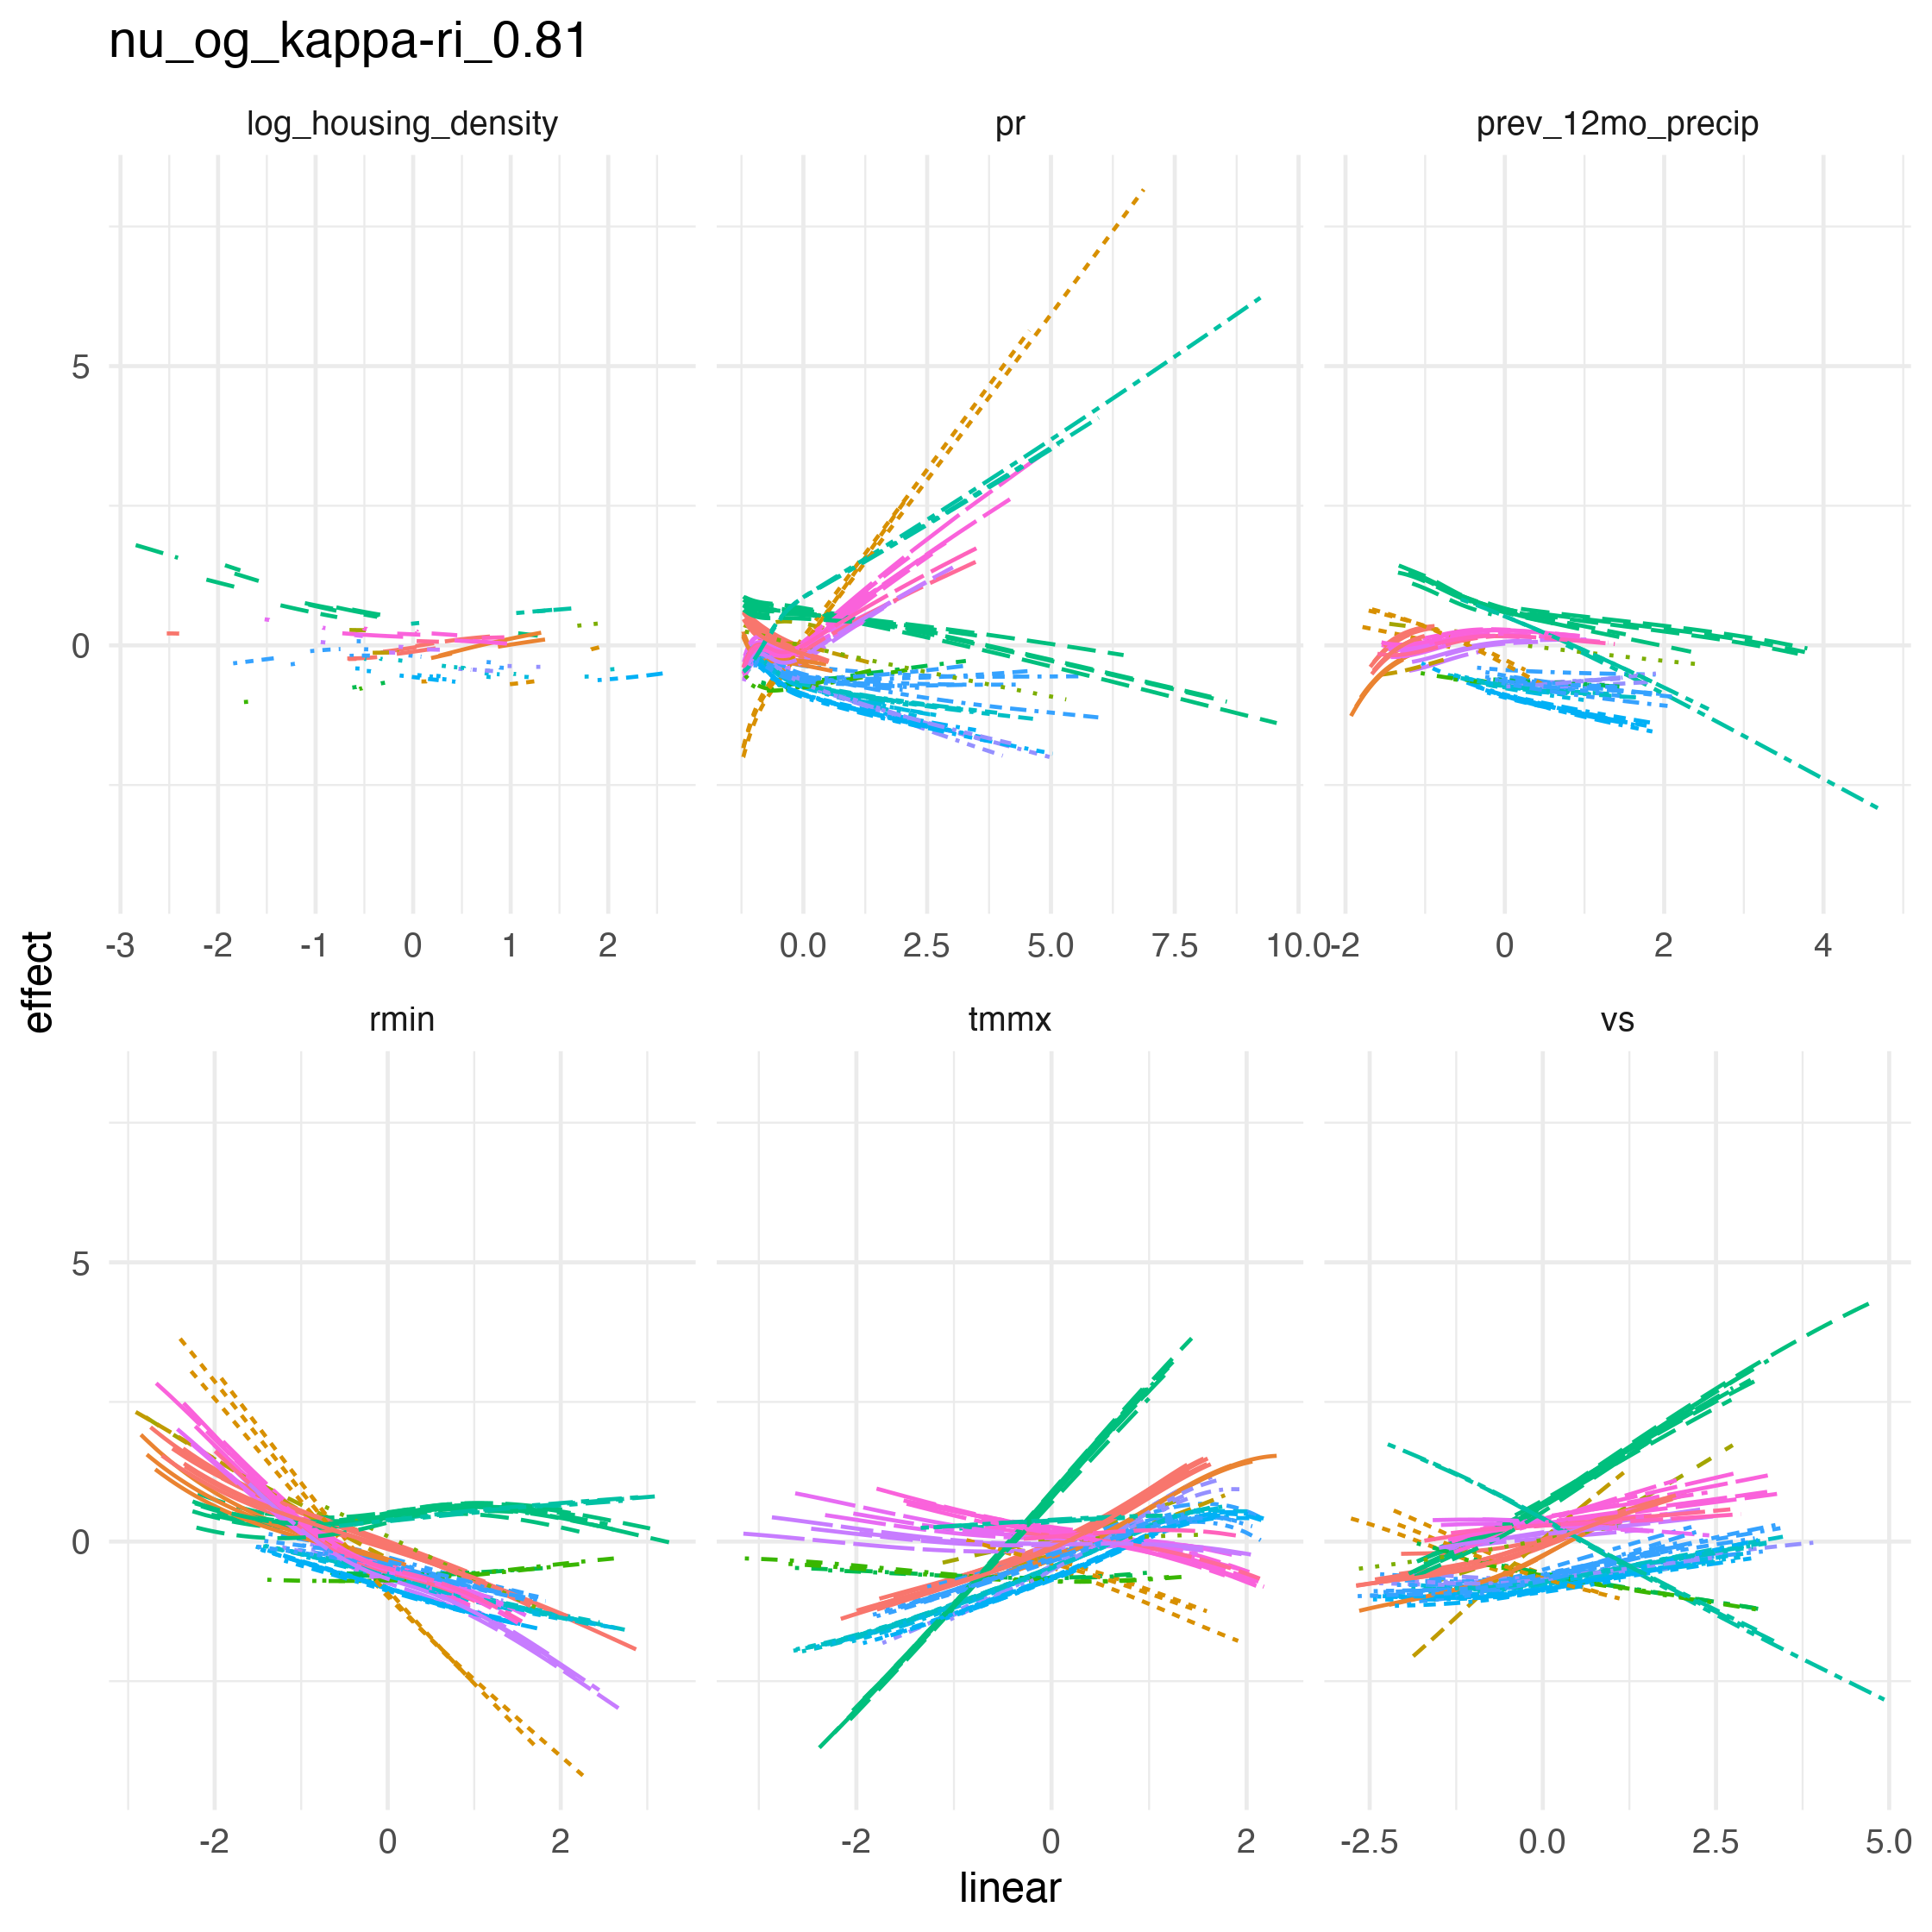 nu_og_kappa-ri_0.81
log_housing_density pr prev_12mo_precip
5
0
-3 -2 -1 0 1 2 0.0 2.5 5.0 7.5 10.0 -2 0 2 4
effect
rmin tmmx vs
5
0
-2 0 2 -2 0 2 -2.5 0.0 2.5 5.0
linear